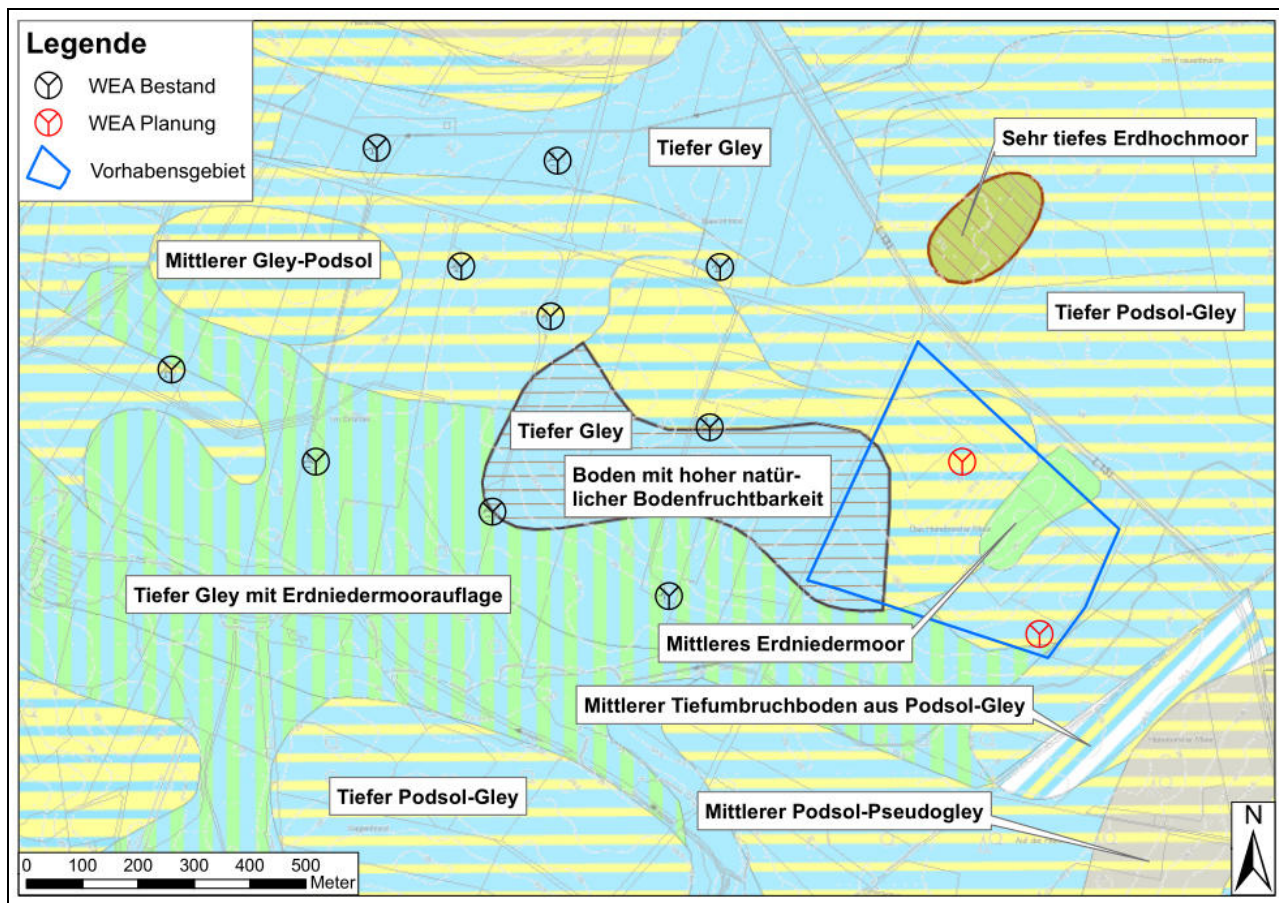 Legende
WEA Bestand
WEA Planung
Vorhabensgebiet
Tiefer Gley
Sehr tiefes Erdhochmoor
Mittlerer Gley-Podsol
Tiefer Podsol-Gley
Tiefer Gley
Boden mit hoher natür-
licher Bodenfruchtbarkeit
Tiefer Gley mit Erdniedermoorauflage
Mittleres Erdniedermoor
Mittlerer Tiefumbruchboden aus Podsol-Gley
Tiefer Podsol-Gley
Mittlerer Podsol-Pseudogley
N
0 100 200 300 400 500
Meter